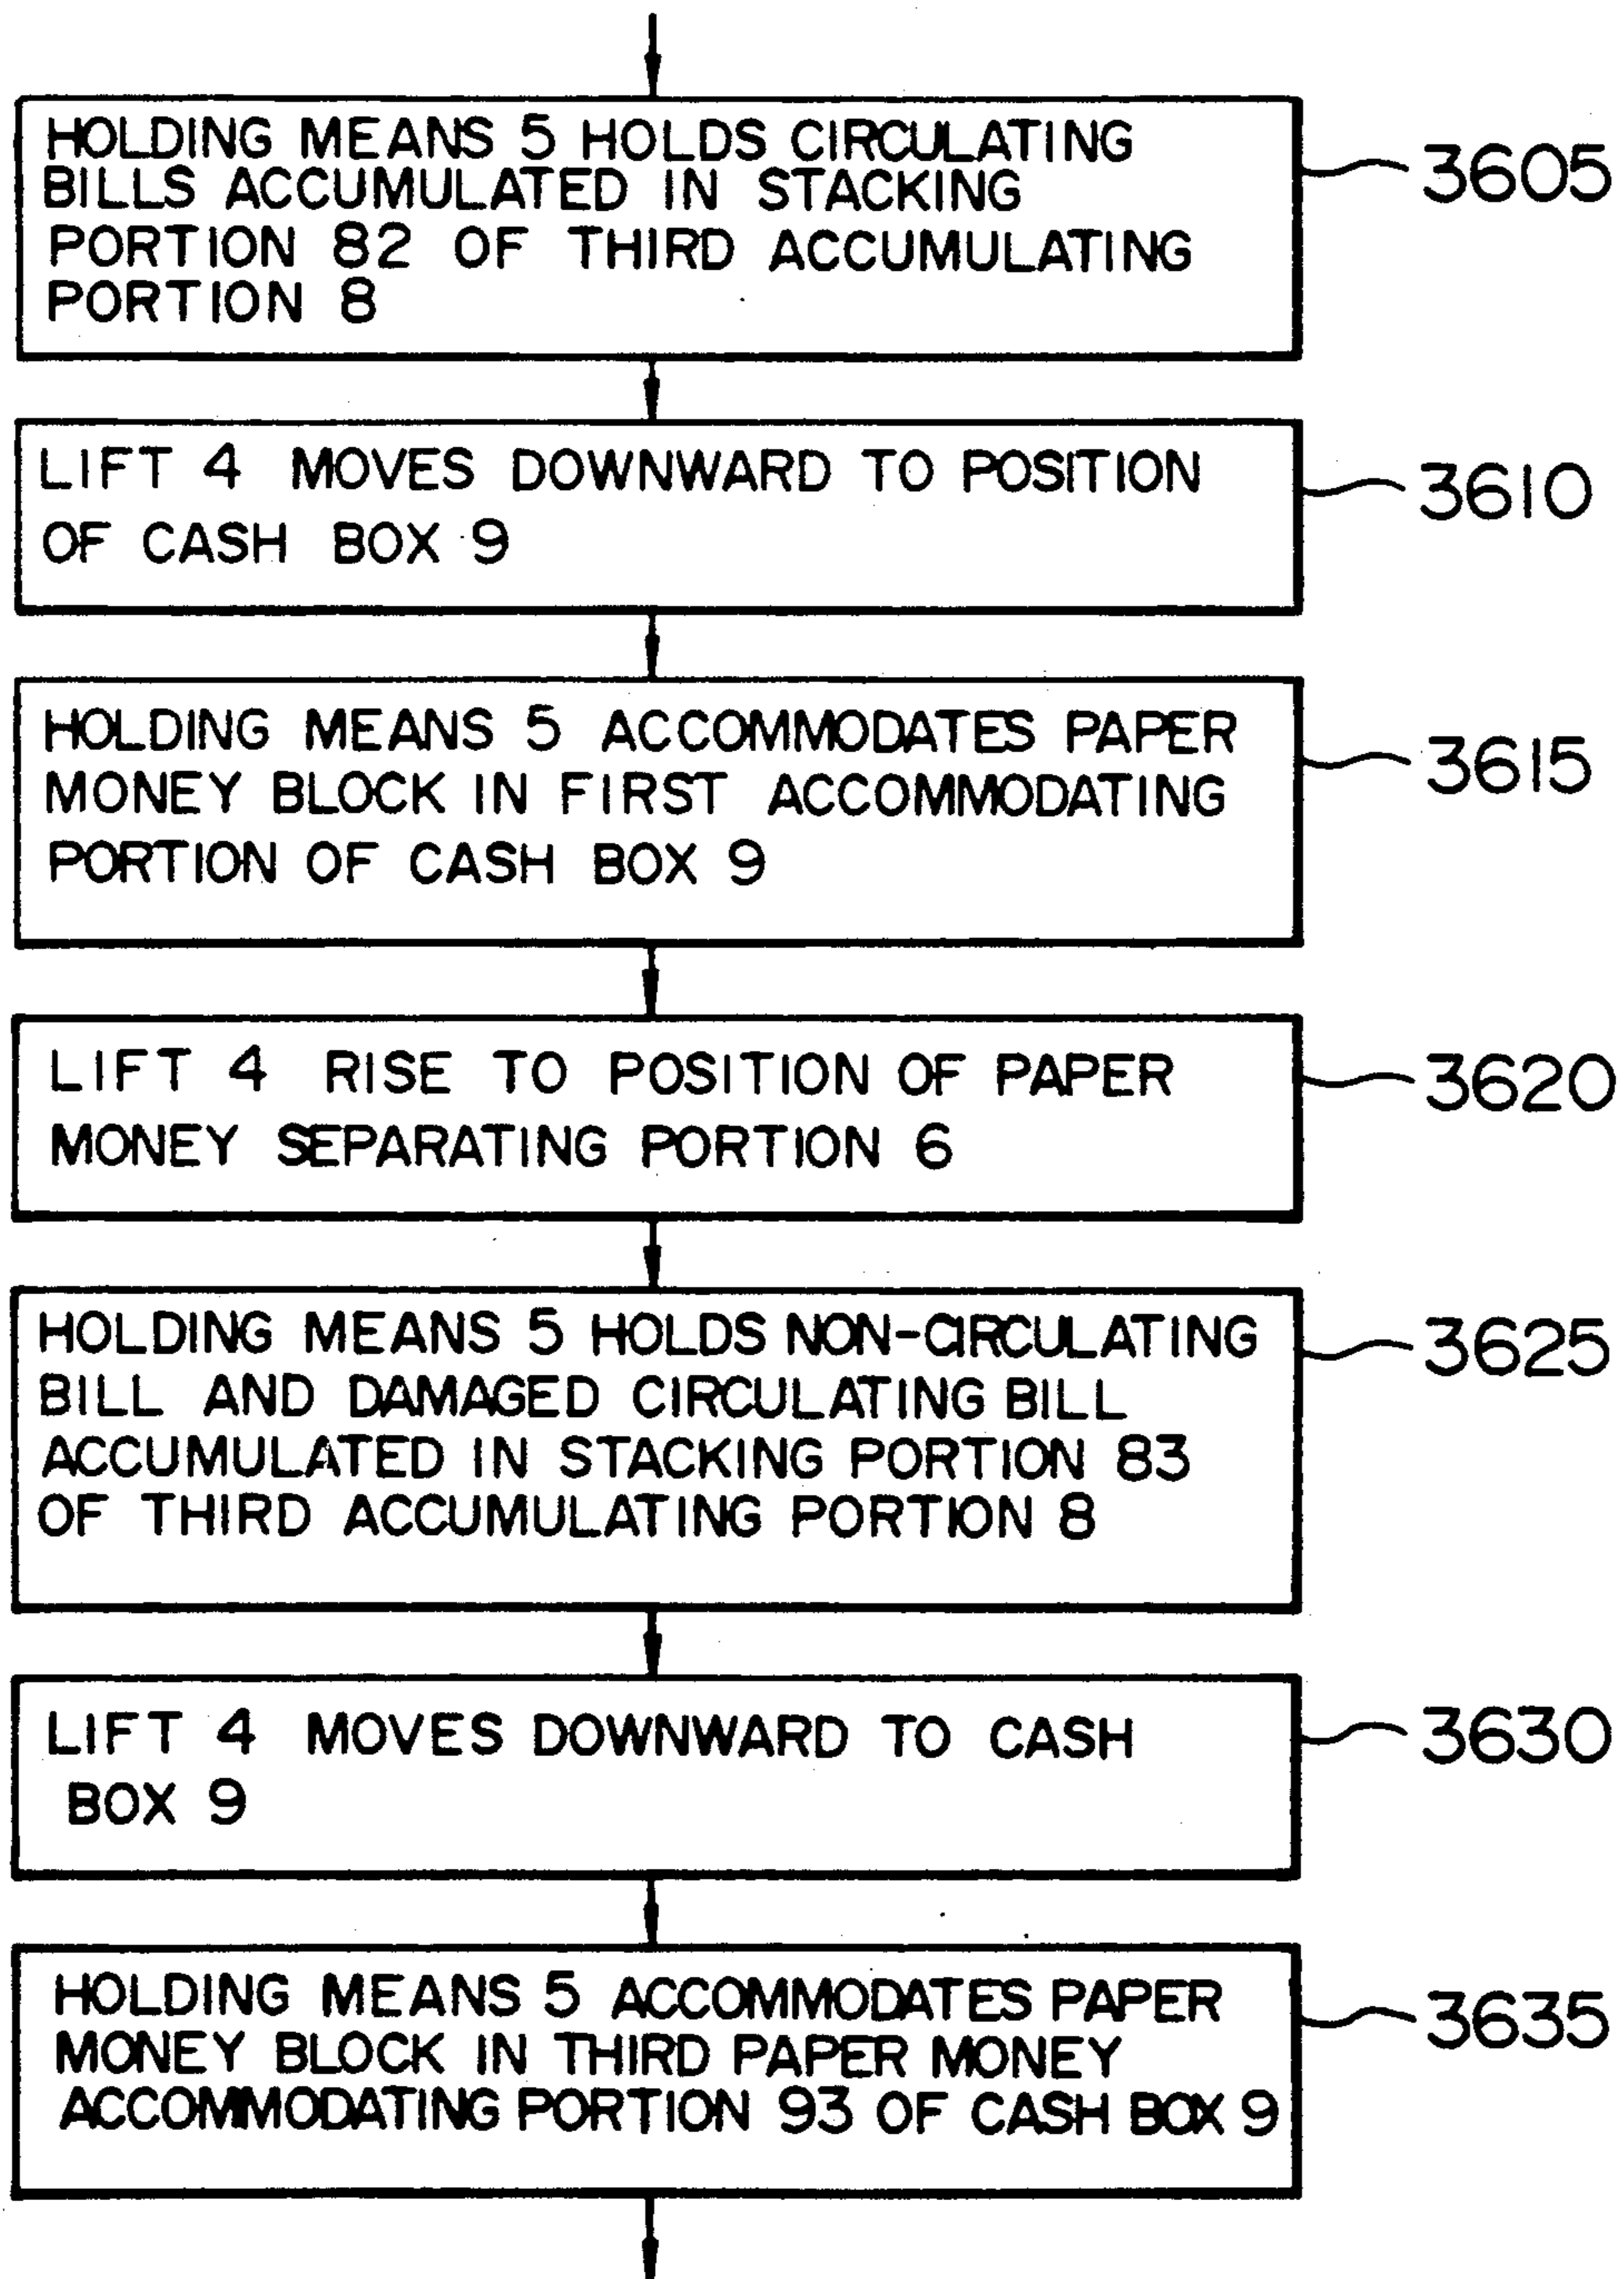 HOLDING MEANS 5 HOLDS CIRCULATING
BILLS ACCUMULATED IN STACKING
PORTION 82 OF THIRD ACCUMULATING
PORTION 8
3605
LIFT 4 MOVES DOWNWARD TO POSITION
OF CASH BOX 9
3610
HOLDING MEANS 5 ACCOMMODATES PAPER
MONEY BLOCK IN FIRST ACCOMMODATING
PORTION OF CASH BOX 9
3615
LIFT 4 RISE TO POSITION OF PAPER
MONEY SEPARATING PORTION 6
3620
HOLDING MEANS 5 HOLDS NON-CIRCULATING
BILL AND DAMAGED CIRCULATING BILL
ACCUMULATED IN STACKING PORTION 83
OF THIRD ACCUMULATING PORTION 8
3625
LIFT 4 MOVES DOWNWARD TO CASH
BOX 9
3630
HOLDING MEANS 5 ACCOMMODATES PAPER
MONEY BLOCK IN THIRD PAPER MONEY
ACCOMMODATING PORTION 93 OF CASH BOX 9
3635